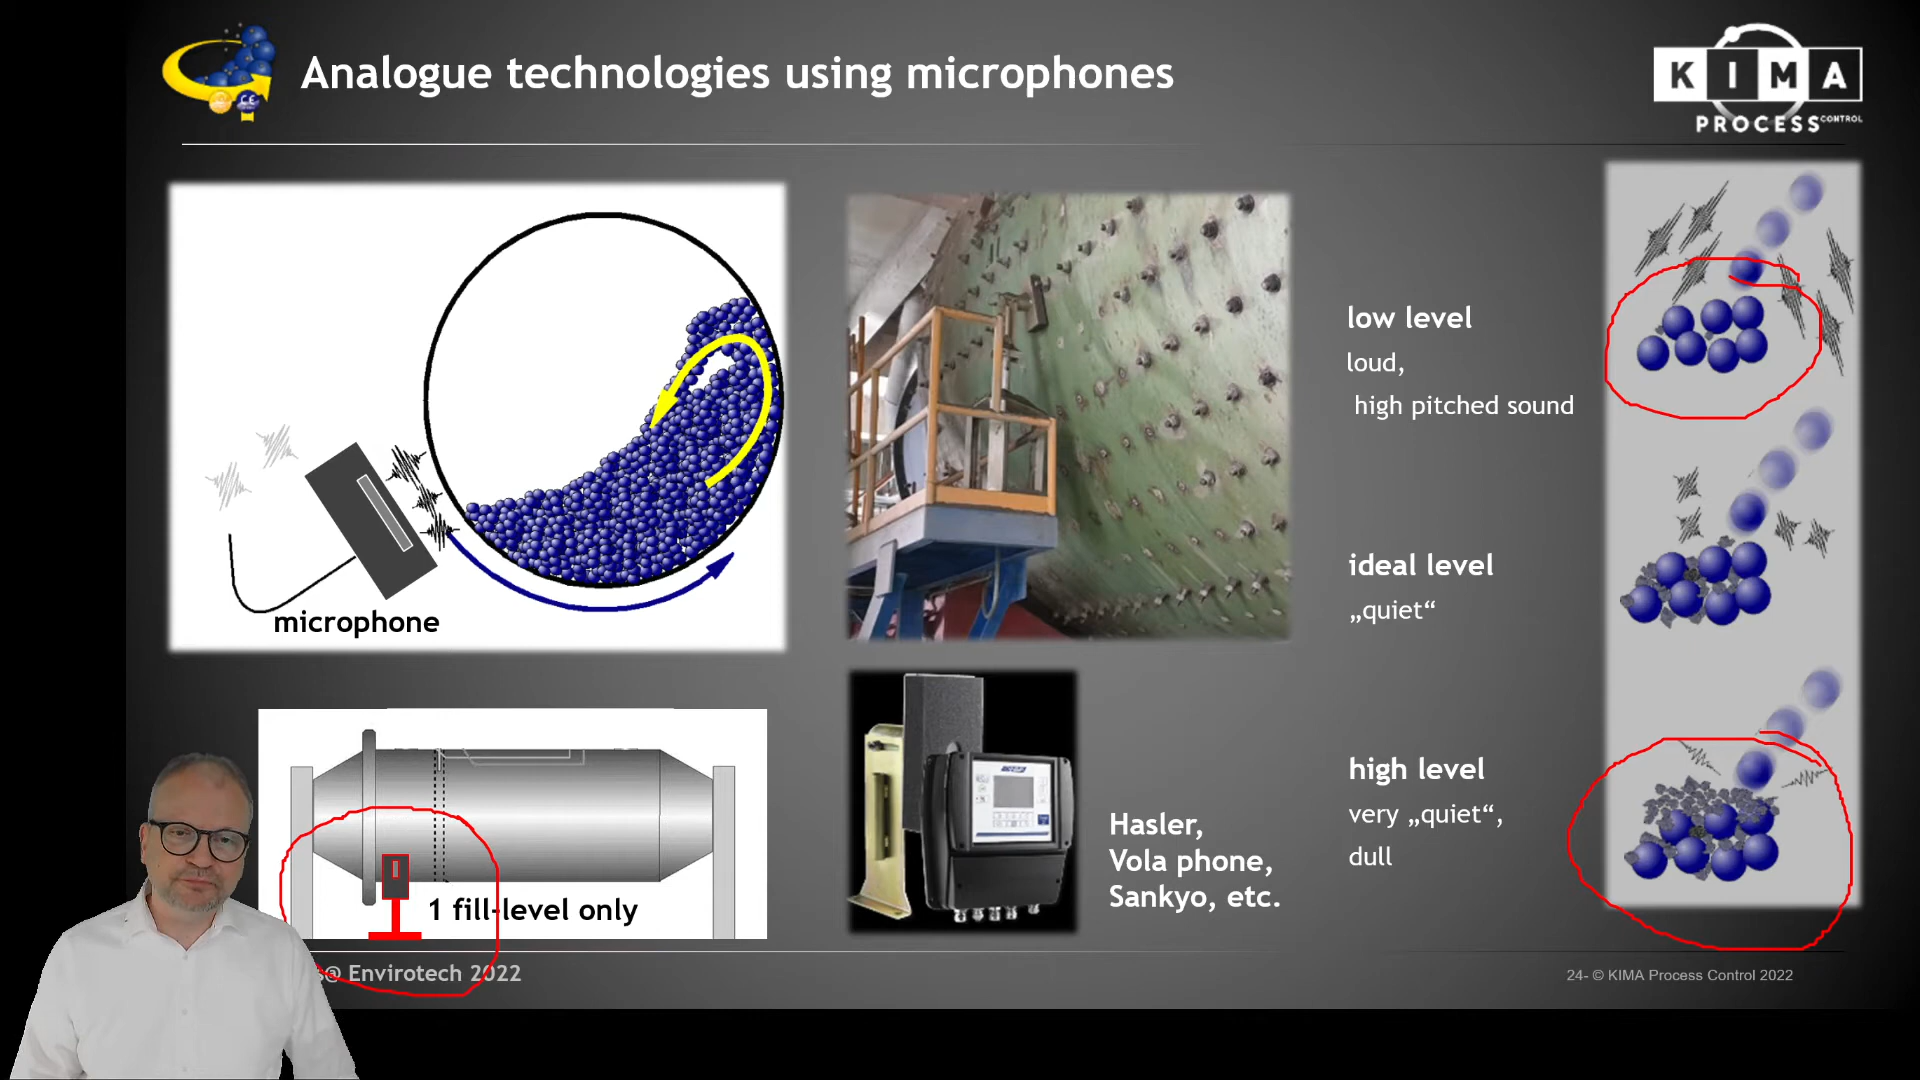 Analogue technologies using microphones
KIMA
PROCESS CONTROL
microphone
low level
loud,
high pitched sound
ideal level
„quiet“
high level
very „quiet“,
dull
Hasler,
Vola phone,
Sankyo, etc.
1 fill-level only
@ Envirotech 2022
24- © KIMA Process Control 2022